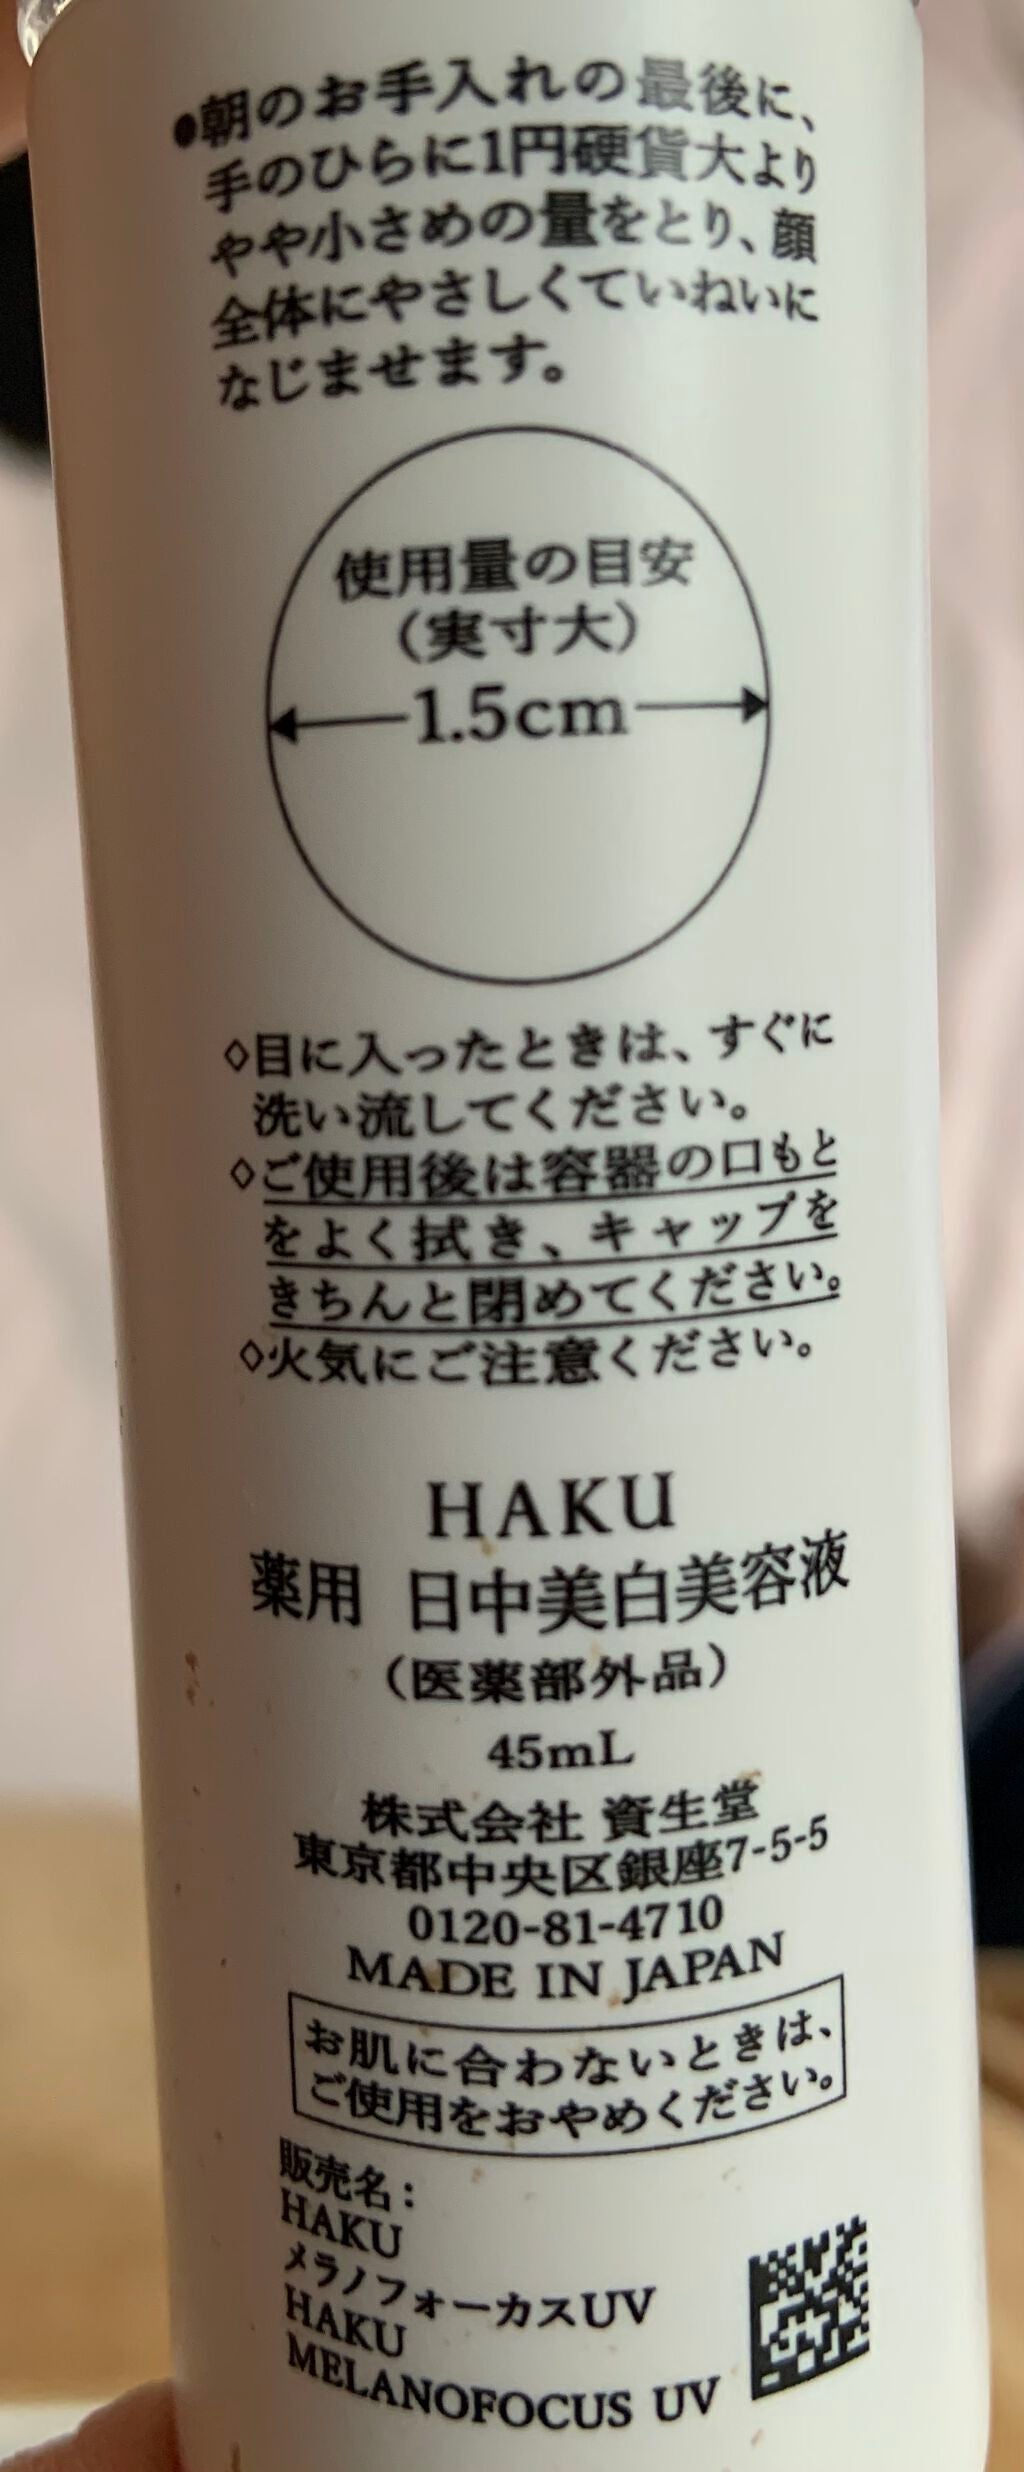 ●朝のお手入れの最後に、
手のひらに1円硬貨大より
やや小さめの量をとり、顔
全体にやさしくていねいに
なじませます。
使用量の目安
(実寸大)
1.5cm
◇目に入ったときは、すぐに
洗い流してください。
◇ご使用後は容器の口もと
をよく拭き、キャップを
きちんと閉めてください。
◇火気にご注意ください。
HAKU
薬用 日中美白美容液
(医薬部外品)
45mL
株式会社 資生堂
東京都中央区銀座7-5-5
0120-81-4710
MADE IN JAPAN
お肌に合わないときは、
ご使用をおやめください。
販売名：
HAKU
メラノフォーカスUV
HAKU
MELANOFOCUS UV